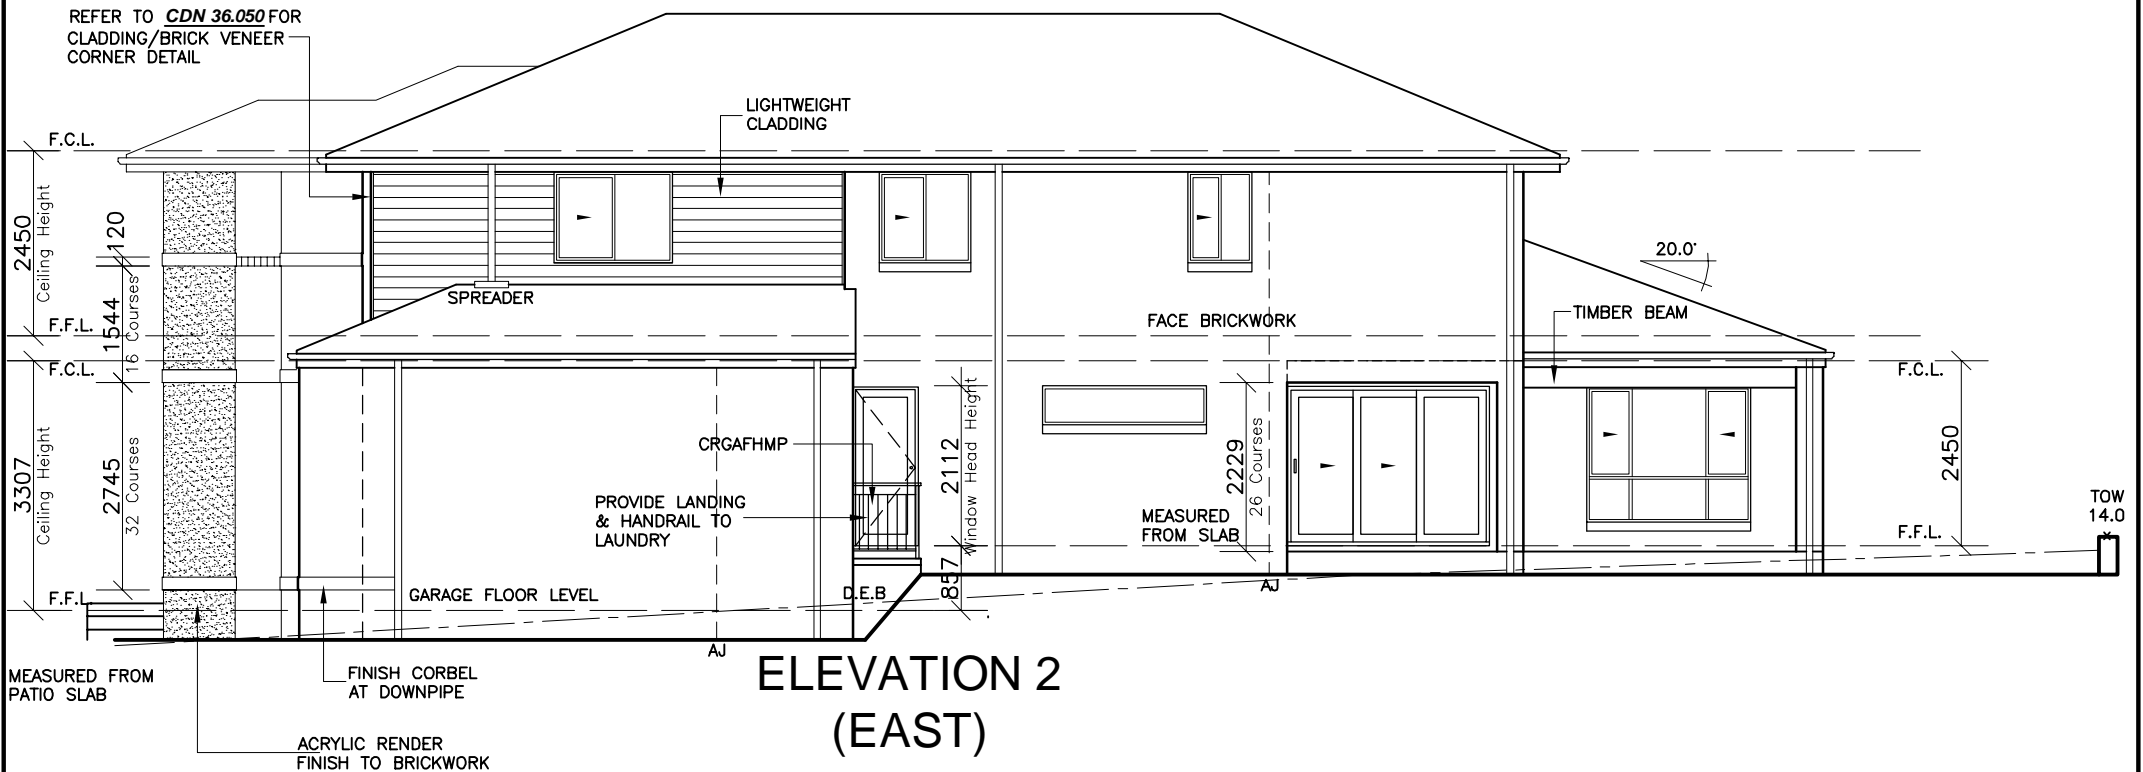 REFER TO CDN 36.050 FOR
CLADDING/BRICK VENEER
CORNER DETAIL
LIGHTWEIGHT
CLADDING
F.C.L.
2450
Ceiling Height
120
1544
16 Courses
F.F.L.
F.C.L.
3307
Ceiling Height
2745
32 Courses
F.F.L.
SPREADER
FACE BRICKWORK
20.0°
TIMBER BEAM
CRGAFHMP
PROVIDE LANDING
& HANDRAIL TO
LAUNDRY
2112
Window Head Height
857
2229
26 Courses
MEASURED
FROM SLAB
F.C.L.
2450
F.F.L.
TOW
14.0
GARAGE FLOOR LEVEL
D.E.B
AJ
AJ
MEASURED FROM
PATIO SLAB
FINISH CORBEL
AT DOWNPIPE
ACRYLIC RENDER
FINISH TO BRICKWORK
ELEVATION 2
(EAST)